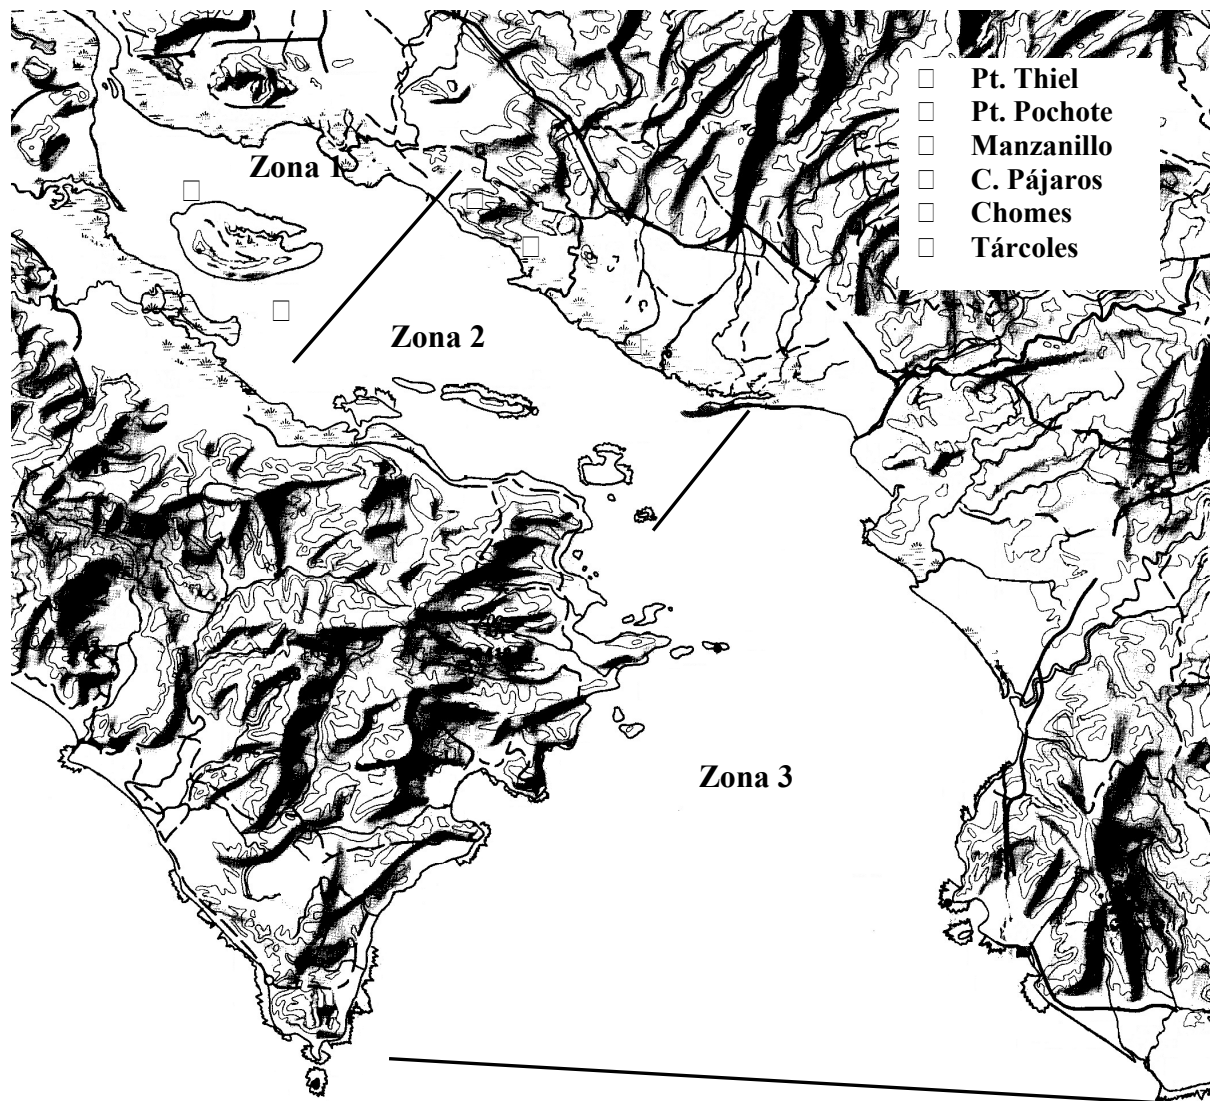 Pt. Thiel
Pt. Pochote
Manzanillo
C. Pájaros
Chomes
Tárcoles
Zona 1
Zona 2
Zona 3